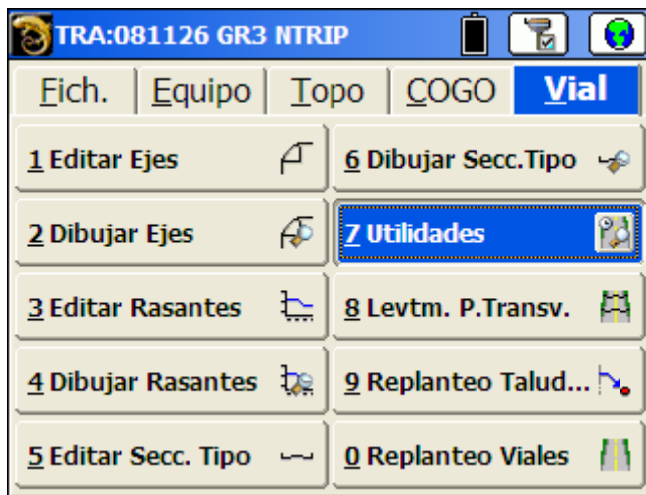 TRA:081126 GR3 NTRIP
Fich. Equipo Topo COGO Vial
1 Editar Ejes
2 Dibujar Ejes
3 Editar Rasantes
4 Dibujar Rasantes
5 Editar Secc. Tipo
6 Dibujar Secc.Tipo
7 Utilidades
8 Levtm. P.Transv.
9 Replanteo Talud...
0 Replanteo Viales